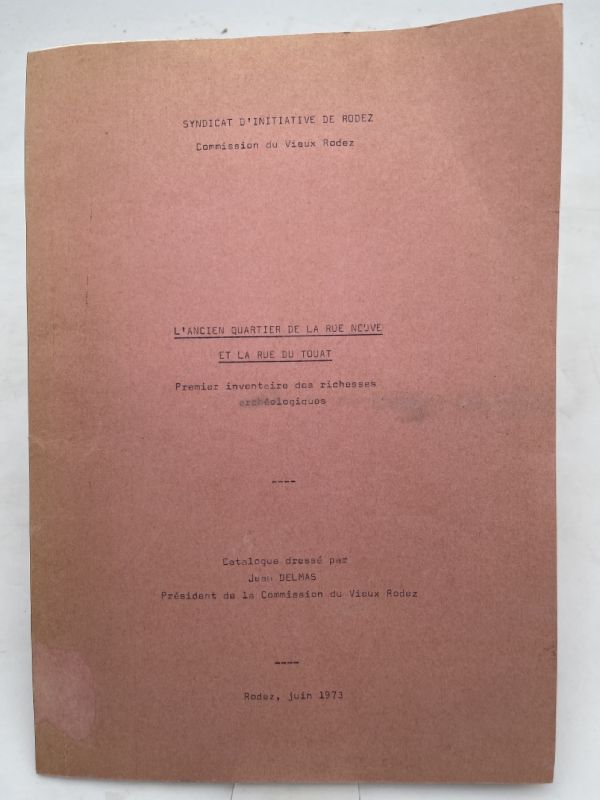 SYNDICAT D'INITIATIVE DE RODEZ
Commission du Vieux Rodez
L'ANCIEN QUARTIER DE LA RUE NEUVE
ET LA RUE DU TOUAT
Premier inventaire des richesses
archéologiques
----
Catalogue dressé par
Jean DELMAS
Président de la Commission du Vieux Rodez
----
Rodez, juin 1973